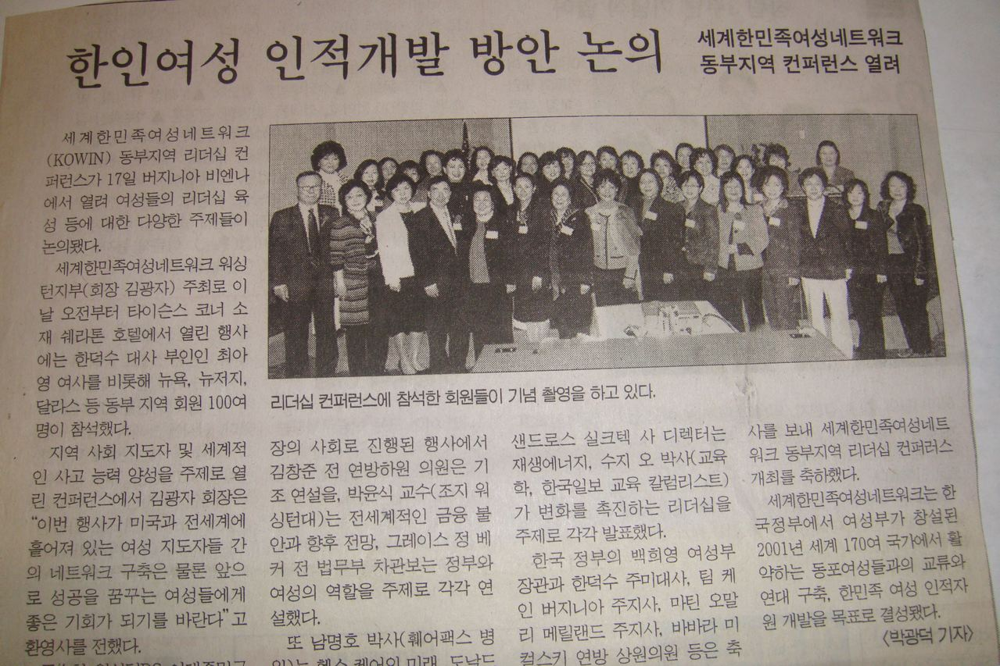 한인여성 인적개발 방안 논의
세계한민족여성네트워크
동부지역 컨퍼런스 열려
세계한민족여성네트워크
(KOWIN) 동부지역 리더십 컨
퍼런스가 17일 버지니아 비엔나
에서 열려 여성들의 리더십 육
성 등에 대한 다양한 주제들이
논의됐다.
세계한민족여성네트워크 워싱
턴지부(회장 김광자) 주최로 이
날 오전부터 타이슨스 코너 소
재 쉐라톤 호텔에서 열린 행사
에는 한덕수 대사 부인인 최아
영 여사를 비롯해 뉴욕, 뉴저지,
달라스 등 동부 지역 회원 100여
명이 참석했다.
지역 사회 지도자 및 세계적
인 사고 능력 양성을 주제로 열
린 컨퍼런스에서 김광자 회장은
“이번 행사가 미국과 전세계에
흩어져 있는 여성 지도자들 간
의 네트워크 구축은 물론 앞으
로 성공을 꿈꾸는 여성들에게
좋은 기회가 되기를 바란다”고
환영사를 전했다.
리더십 컨퍼런스에 참석한 회원들이 기념 촬영을 하고 있다.
장의 사회로 진행된 행사에서
김창준 전 연방하원 의원은 기
조 연설을, 박윤식 교수(조지 워
싱턴대)는 전세계적인 금융 불
안과 향후 전망, 그레이스 정 베
커 전 법무부 차관보는 정부와
여성의 역할을 주제로 각각 연
설했다.
또 남명호 박사(훼어팩스 병
원)는 헬스 케어의 미래, 도날드
샌드로스 실크텍 사 디렉터는
재생에너지, 수지 오 박사(교육
학, 한국일보 교육 칼럼리스트)
가 변화를 촉진하는 리더십을
주제로 각각 발표했다.
한국 정부의 백희영 여성부
장관과 한덕수 주미대사, 팀 케
인 버지니아 주지사, 마틴 오말
리 메릴랜드 주지사, 바바라 미
컬스키 연방 상원의원 등은 축
사를 보내 세계한민족여성네트
워크 동부지역 리더십 컨퍼러스
개최를 축하했다.
세계한민족여성네트워크는 한
국정부에서 여성부가 창설된
2001년 세계 170여 국가에서 활
약하는 동포여성들과의 교류와
연대 구축, 한민족 여성 인적자
원 개발을 목표로 결성됐다.
〈박광덕 기자〉